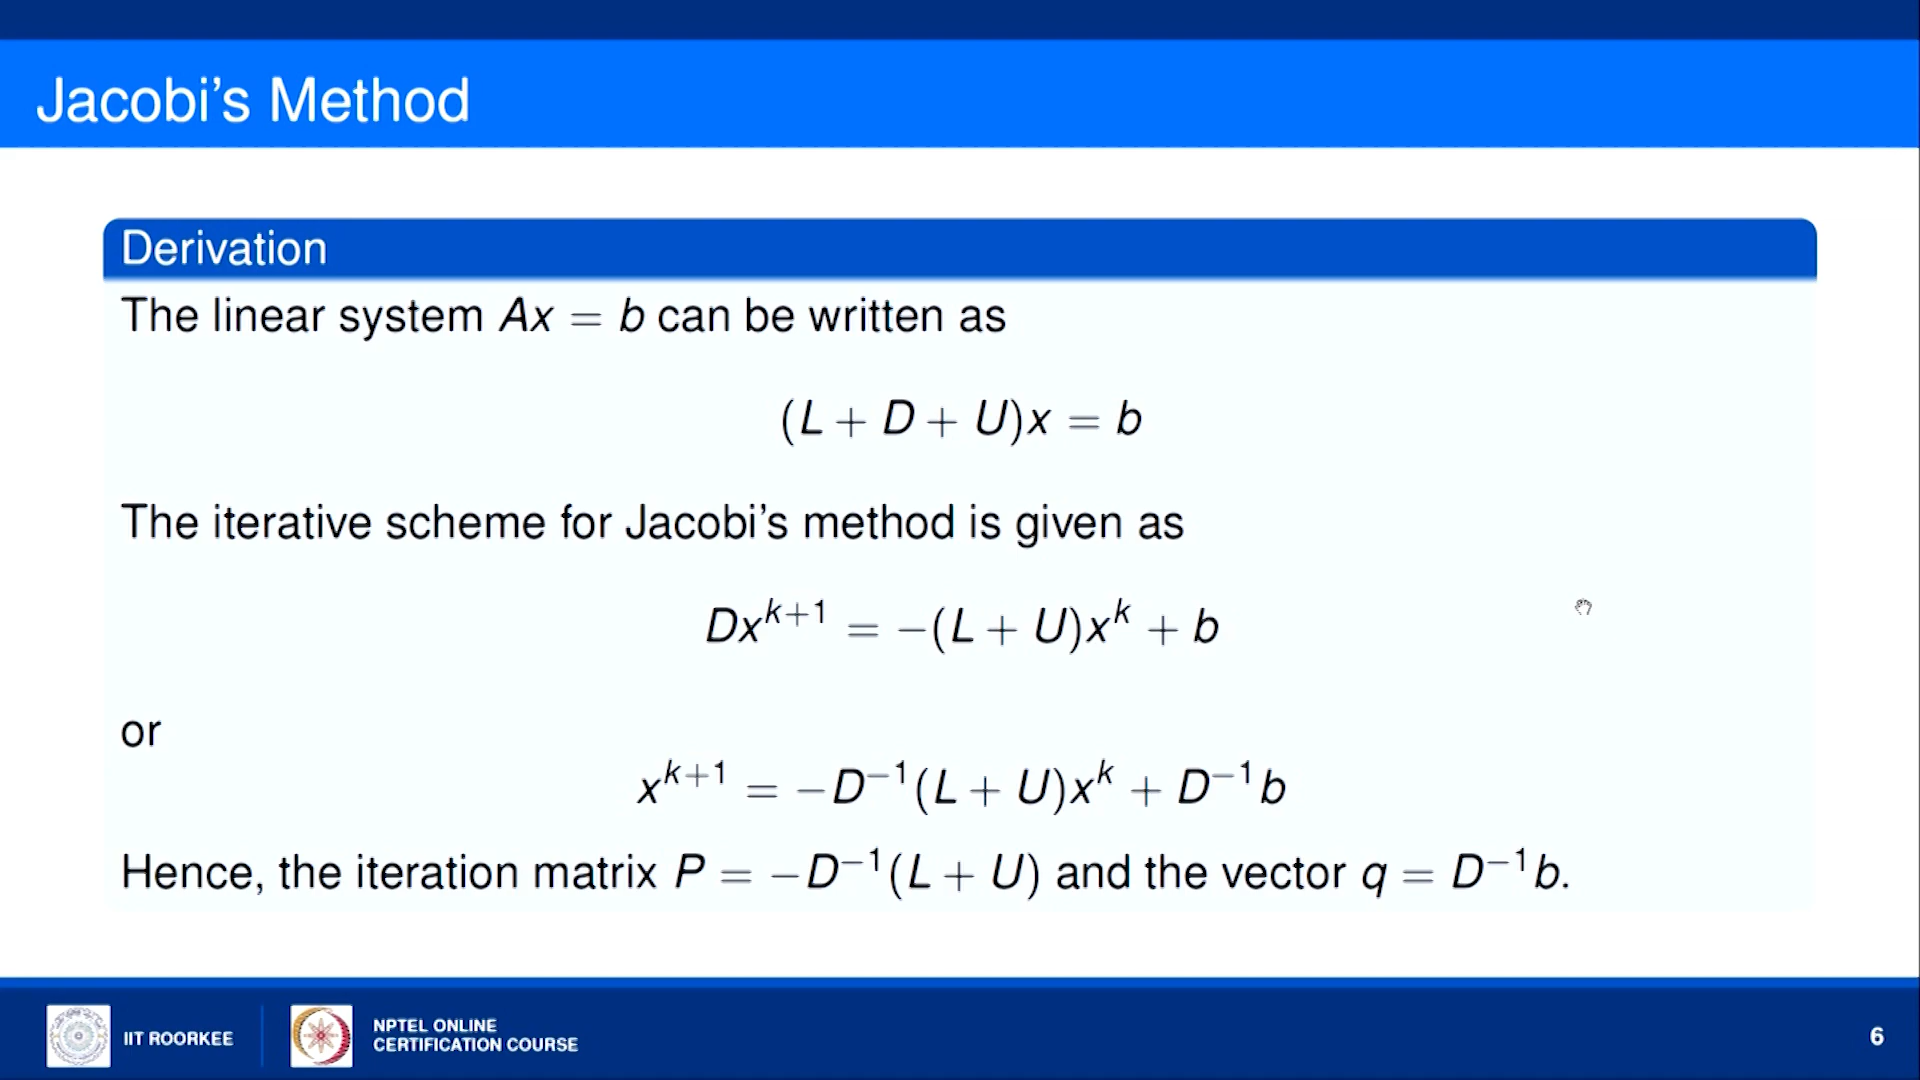 Jacobi's Method
Derivation
The linear system Ax = b can be written as
(L + D + U)x = b
The iterative scheme for Jacobi's method is given as
Dx^{k+1} = −(L + U)x^k + b
or
x^{k+1} = −D^{−1}(L + U)x^k + D^{−1}b
Hence, the iteration matrix P = −D^{−1}(L + U) and the vector q = D^{−1}b.
IIT ROORKEE
NPTEL ONLINE
CERTIFICATION COURSE
6